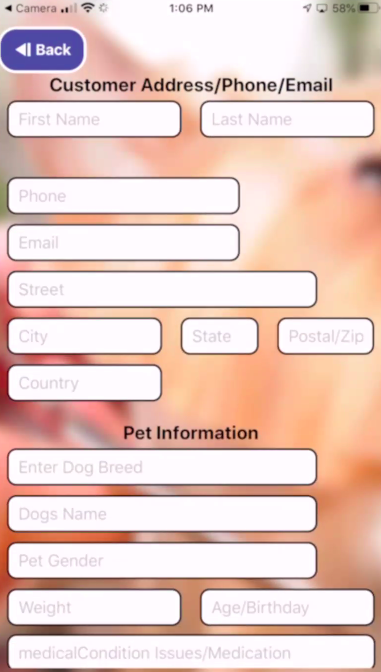 Camera 1:06 PM 58%
Back
Customer Address/Phone/Email
First Name Last Name
Phone
Email
Street
City State Postal/Zip
Country
Pet Information
Enter Dog Breed
Dogs Name
Pet Gender
Weight Age/Birthday
medicalCondition Issues/Medication